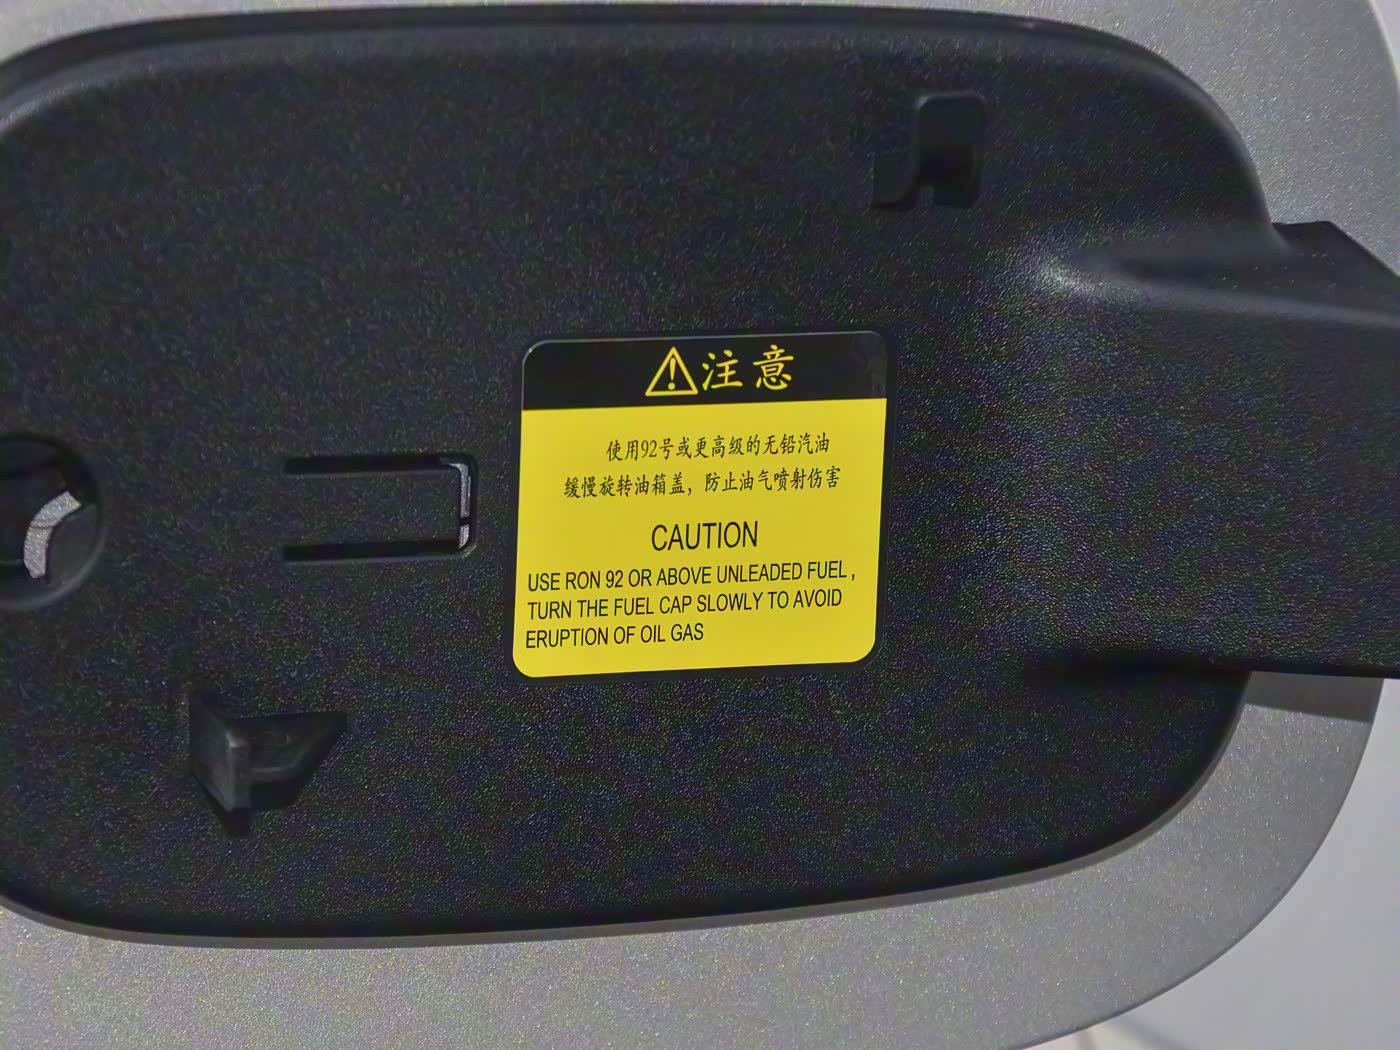 注意
使用92号或更高级的无铅汽油
缓慢旋转油箱盖，防止油气喷射伤害
CAUTION
USE RON 92 OR ABOVE UNLEADED FUEL ,
TURN THE FUEL CAP SLOWLY TO AVOID
ERUPTION OF OIL GAS